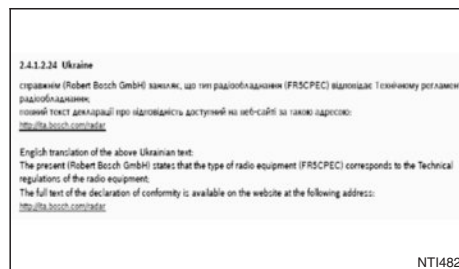 2.4.1.2.24 Ukraine
справжнім (Robert Bosch GmbH) заявляє, що тип радіообладнання (FR5CPEC) відповідає Технічному регламен
радіообладнання;
повний текст декларації про відповідність доступний на веб-сайті за такою адресою:
http://ita.bosch.com/radar
English translation of the above Ukrainian text:
The present (Robert Bosch GmbH) states that the type of radio equipment (FR5CPEC) corresponds to the Technical
regulations of the radio equipment;
The full text of the declaration of conformity is available on the website at the following address:
http://ita.bosch.com/radar
NTI482